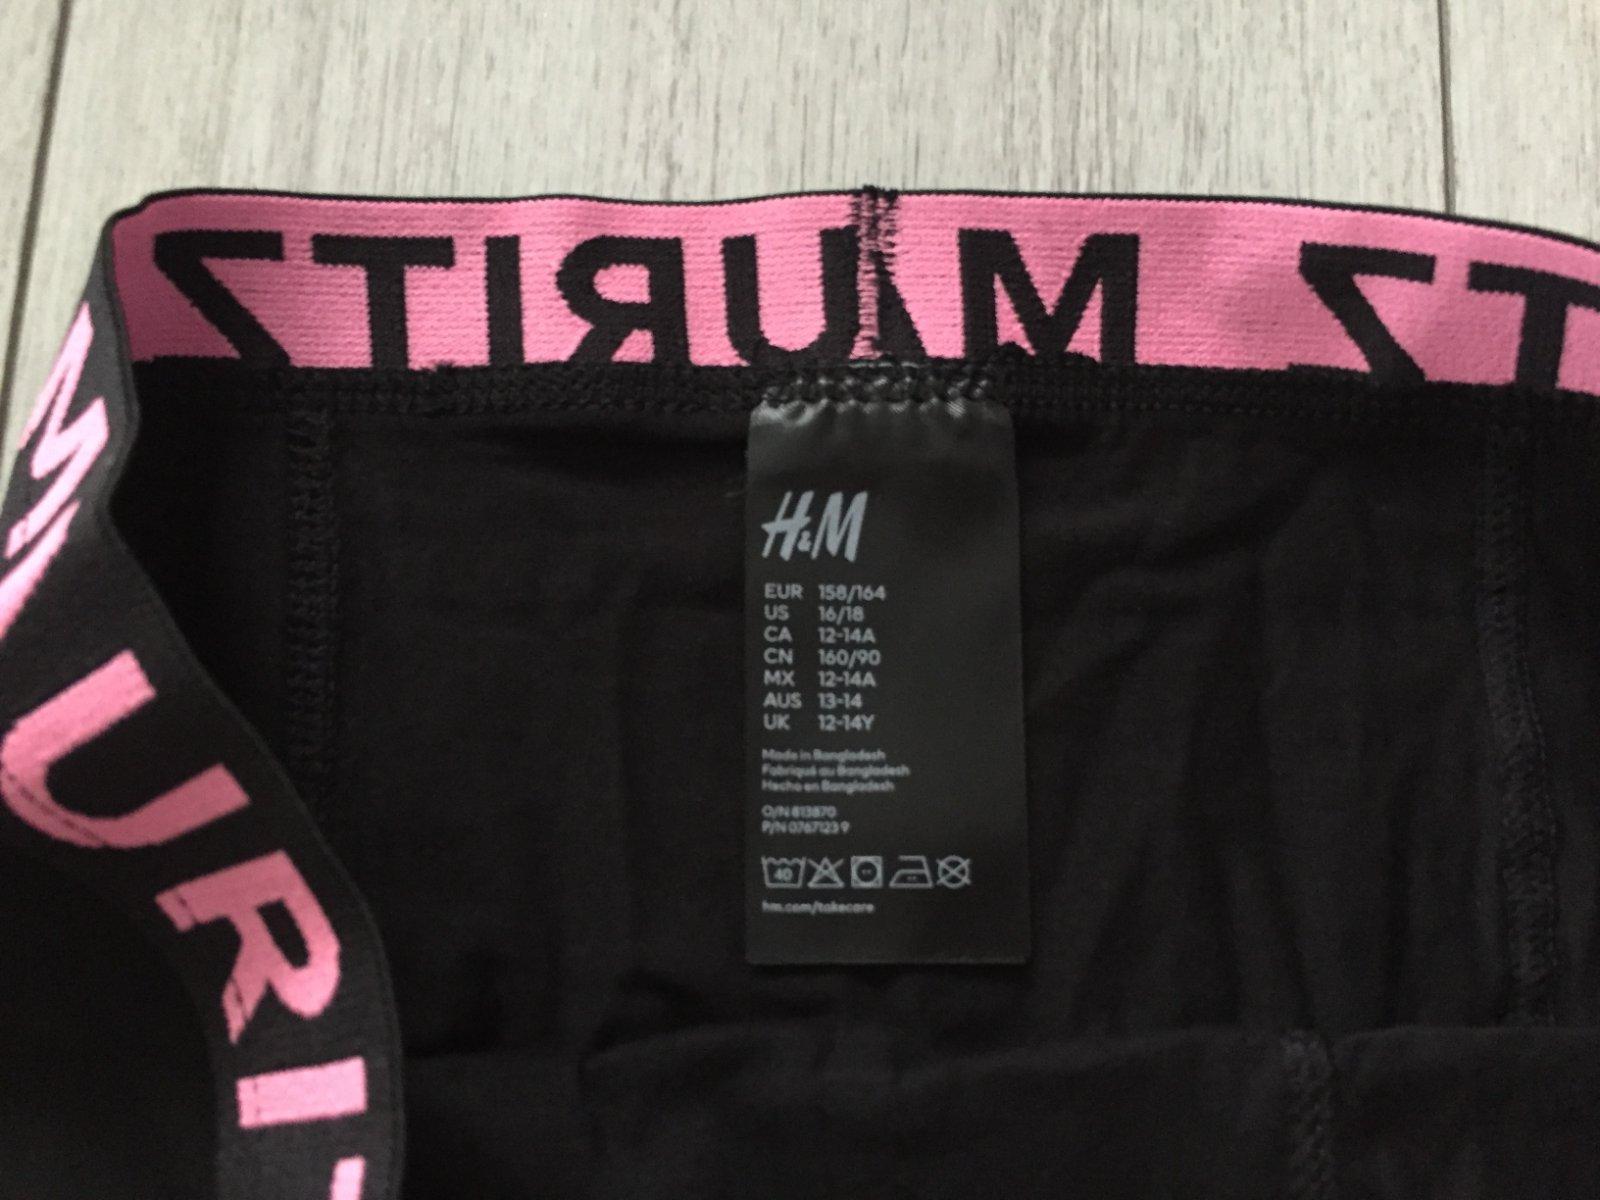 MAURITZ
H&M
EUR 158/164
US 16/18
CA 12-14A
CN 160/90
MX 12-14A
AUS 13-14
UK 12-14Y
Made in Bangladesh
Fabriqué au Bangladesh
Hecho en Bangladesh
O/N 813870
P/N 0767123 9
40
hm.com/takecare
MAURIT